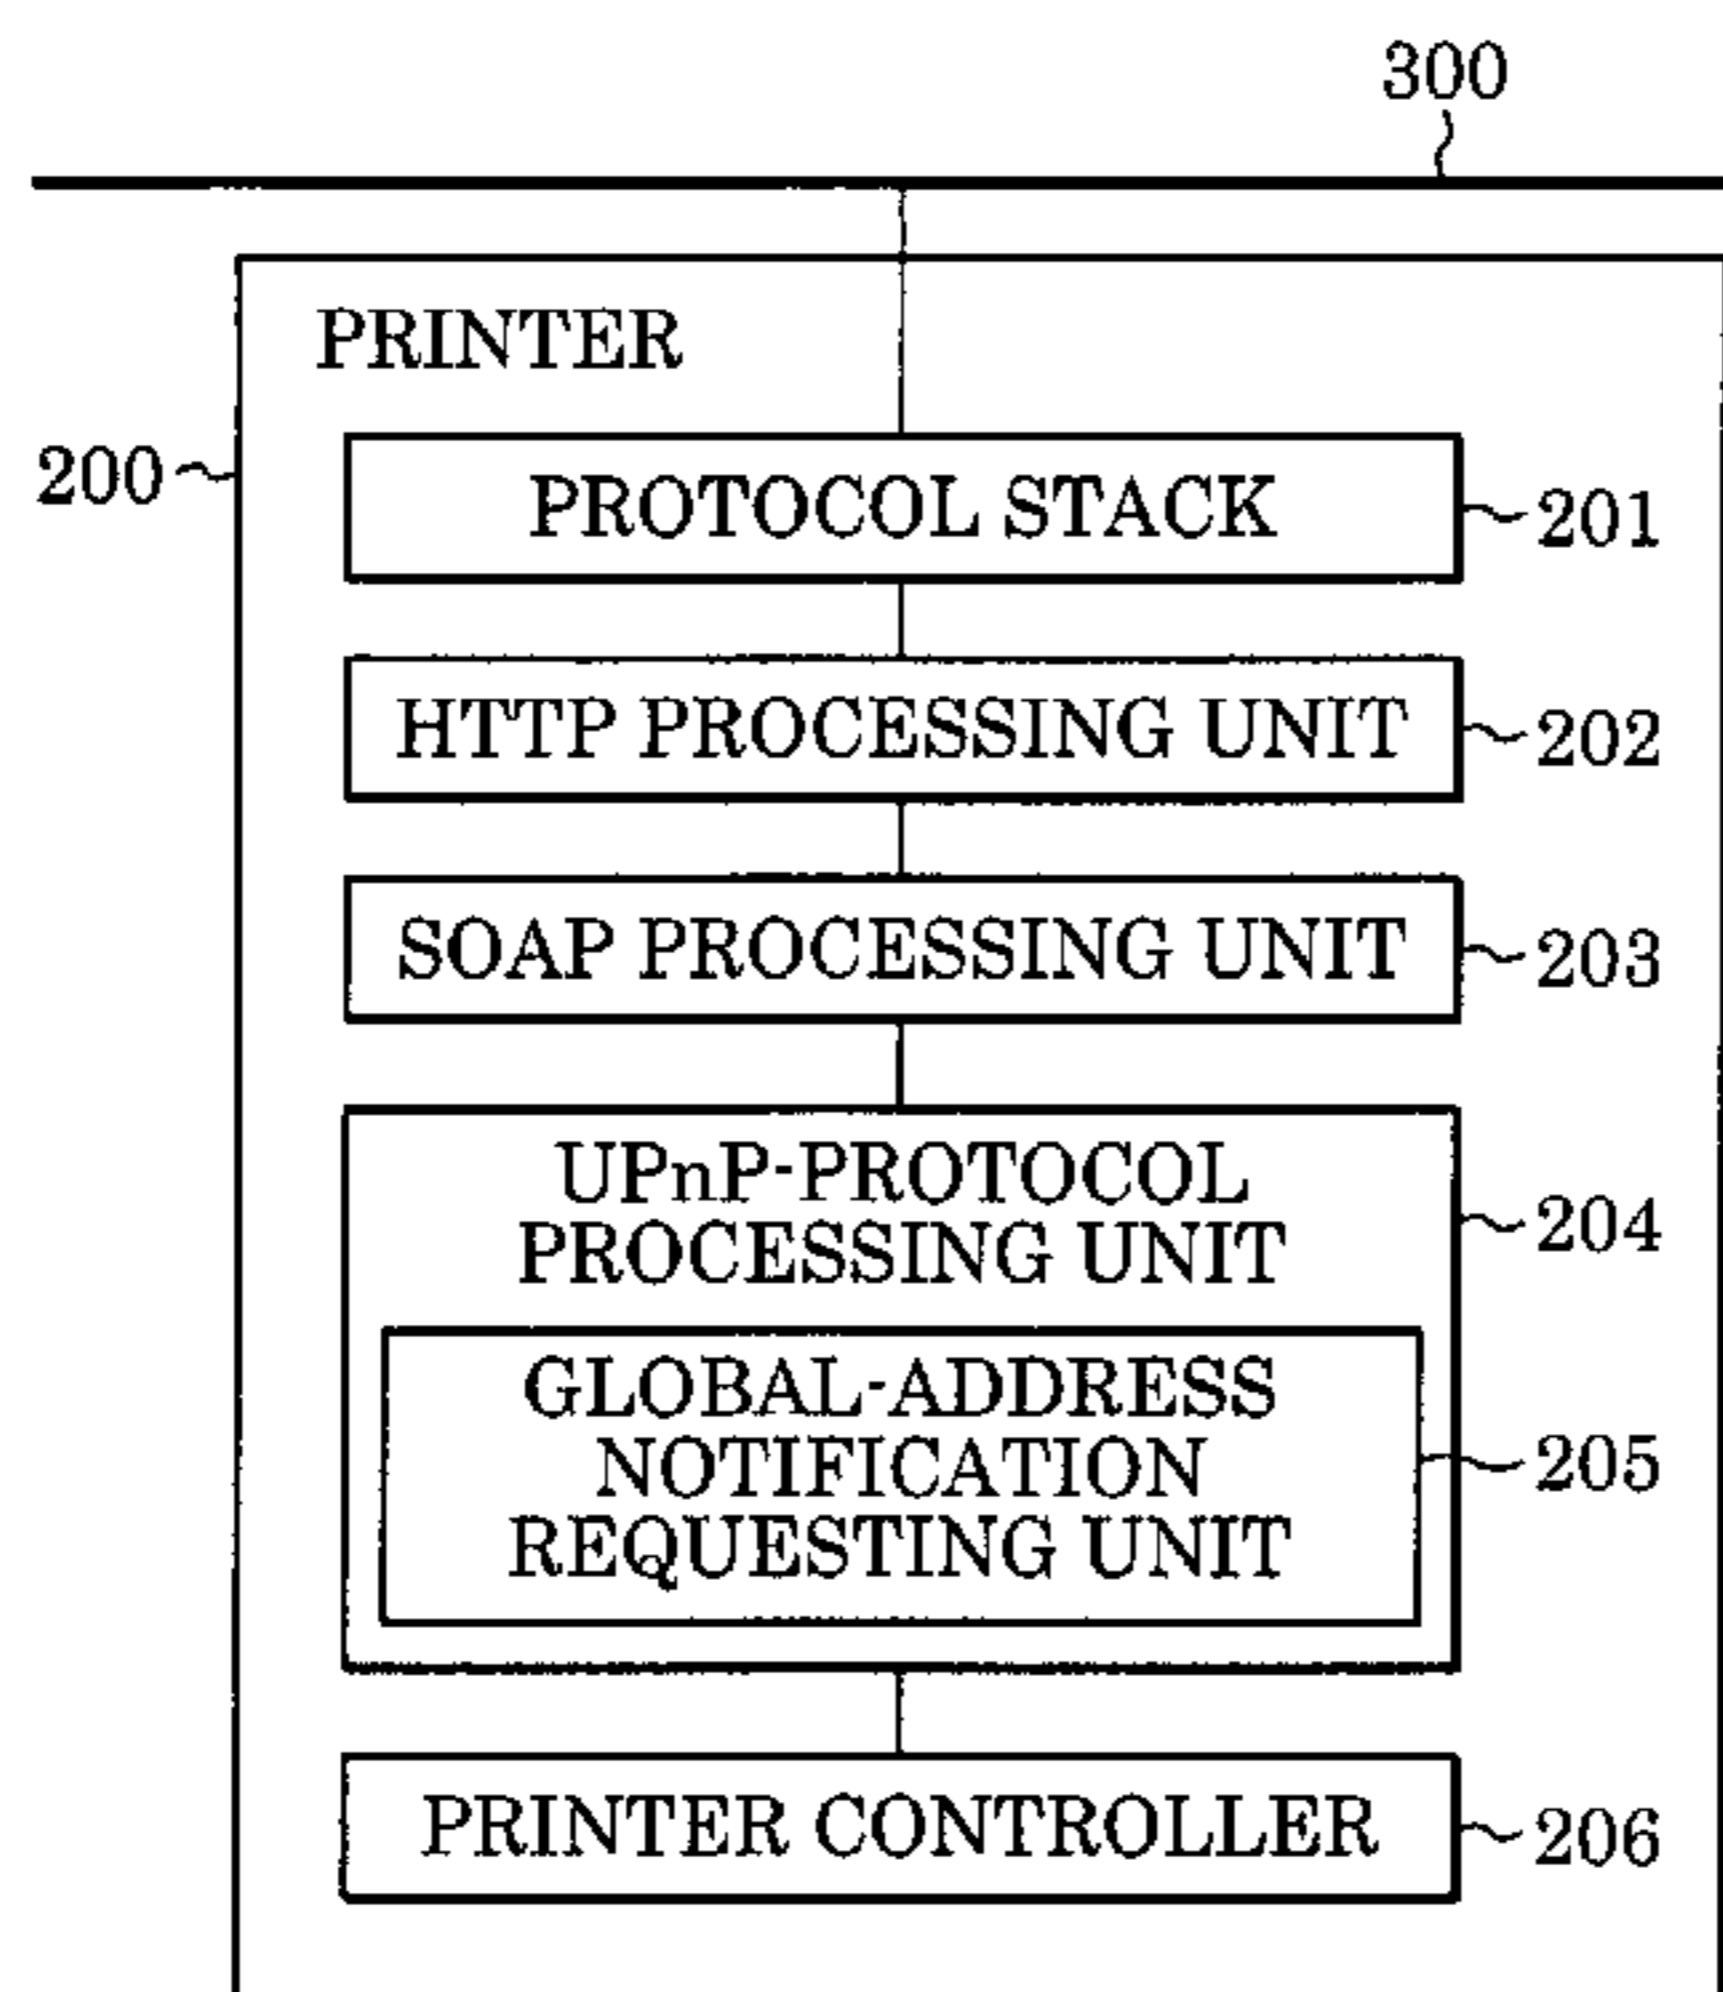 300
PRINTER
200
PROTOCOL STACK
201
HTTP PROCESSING UNIT
202
SOAP PROCESSING UNIT
203
UPnP-PROTOCOL
PROCESSING UNIT
204
GLOBAL-ADDRESS
NOTIFICATION
REQUESTING UNIT
205
PRINTER CONTROLLER
206